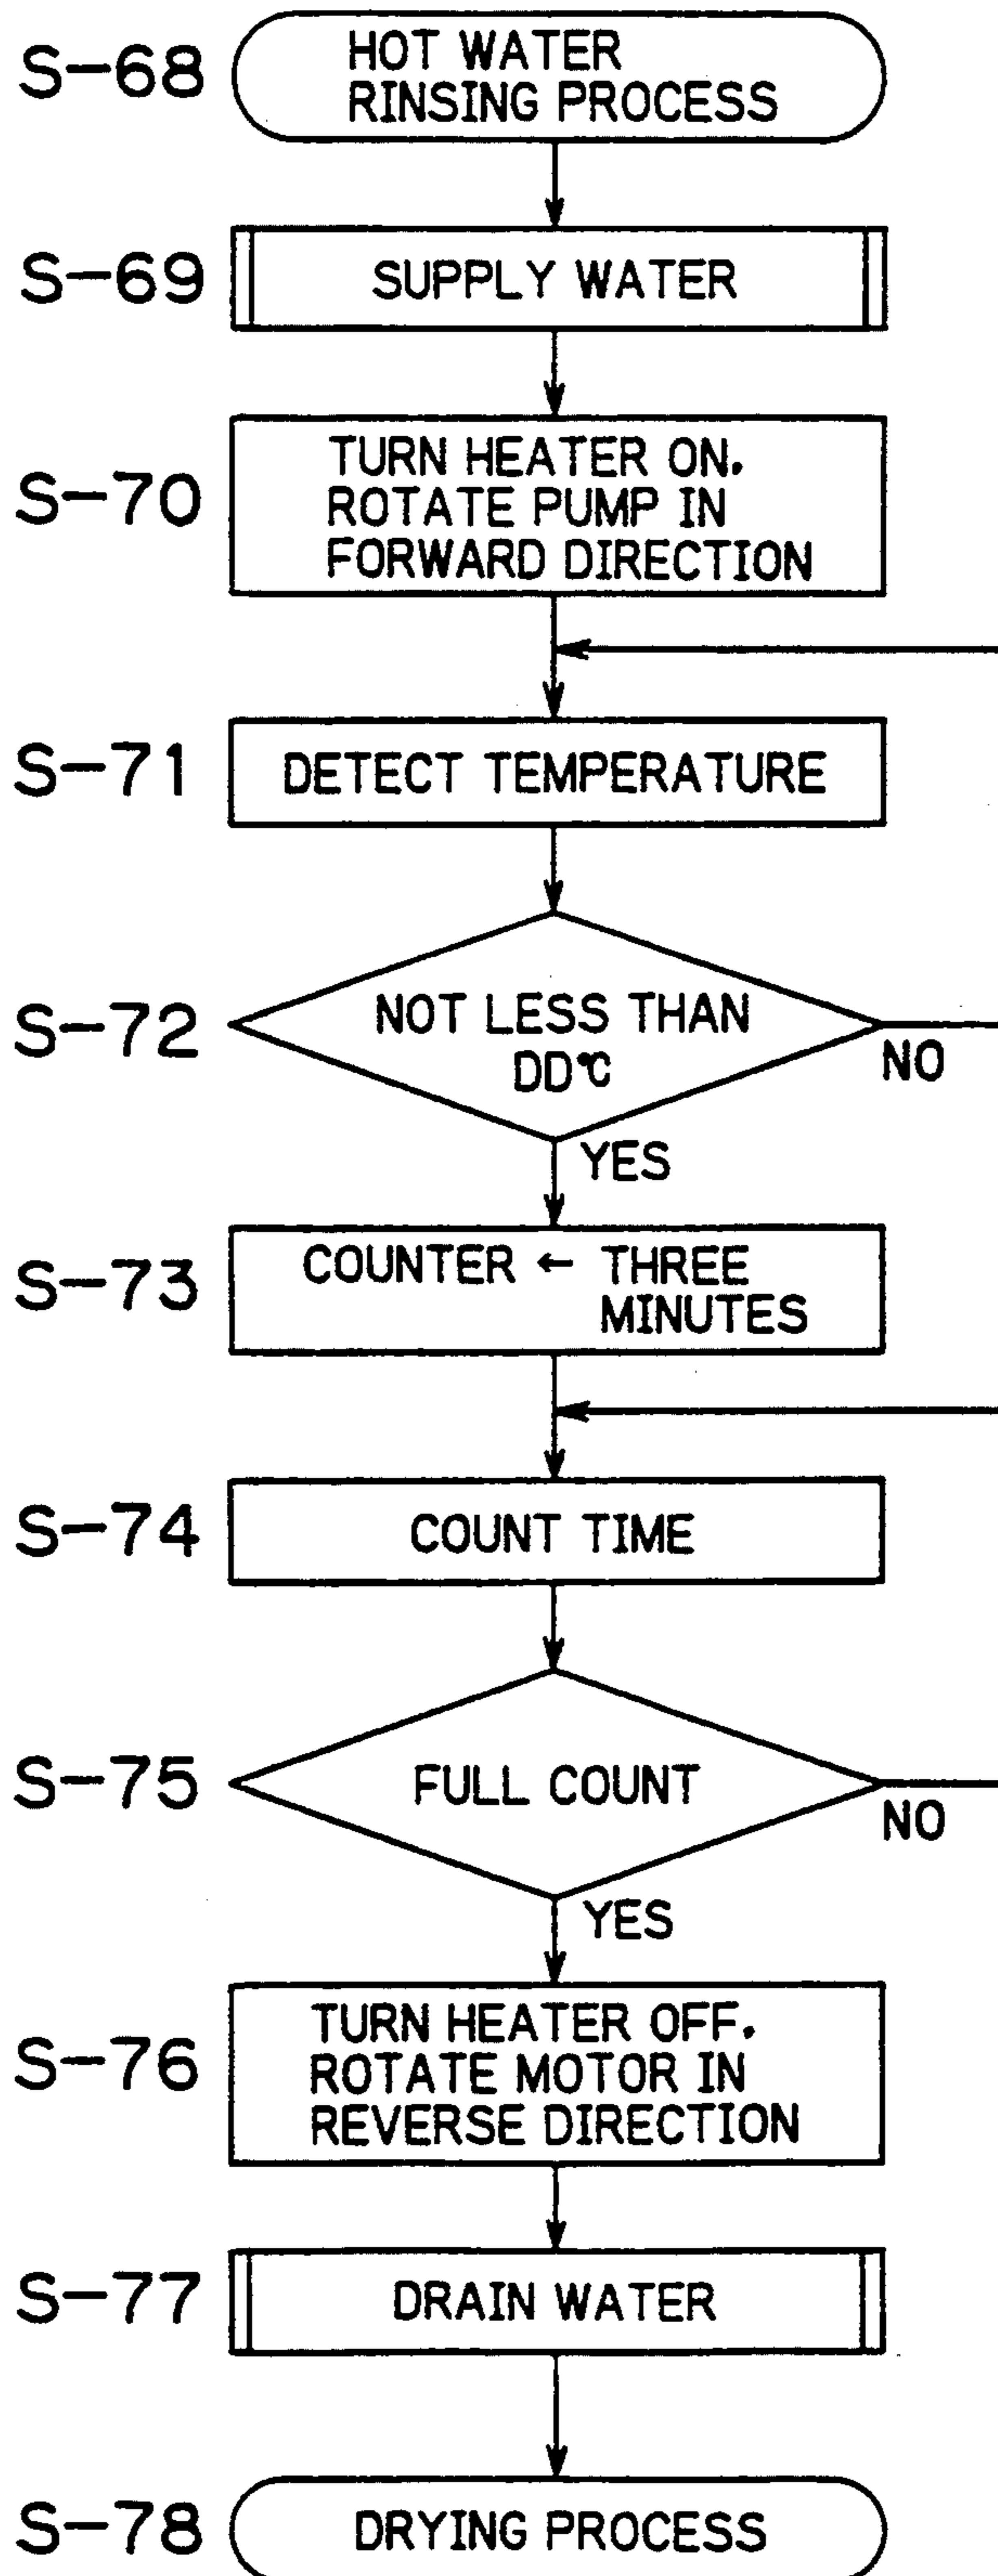 S-68
HOT WATER
RINSING PROCESS
S-69
SUPPLY WATER
S-70
TURN HEATER ON.
ROTATE PUMP IN
FORWARD DIRECTION
S-71
DETECT TEMPERATURE
S-72
NOT LESS THAN
DD℃
NO
YES
S-73
COUNTER ← THREE
MINUTES
S-74
COUNT TIME
S-75
FULL COUNT
NO
YES
S-76
TURN HEATER OFF.
ROTATE MOTOR IN
REVERSE DIRECTION
S-77
DRAIN WATER
S-78
DRYING PROCESS